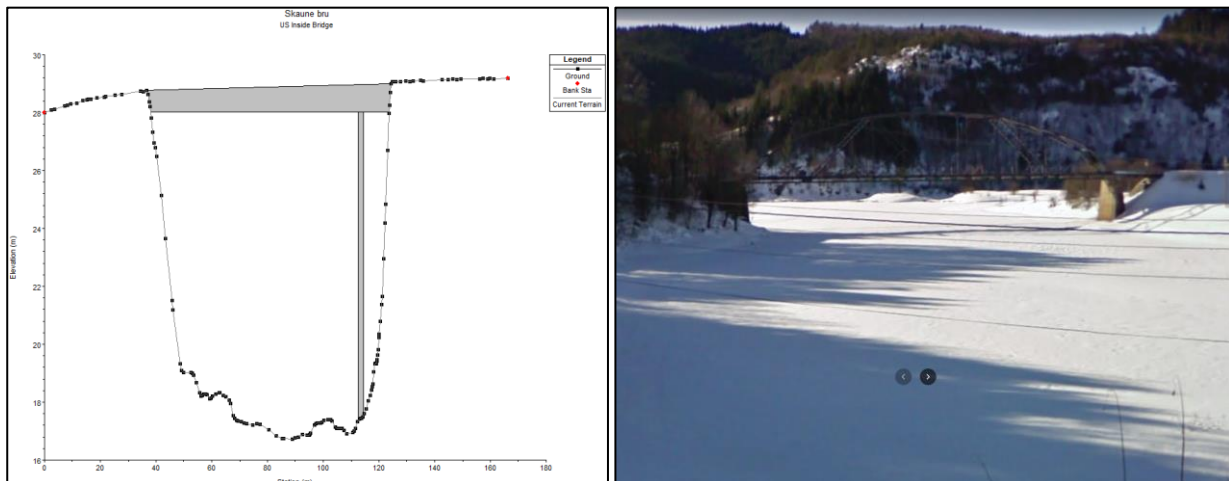 Skaune bru
US Inside Bridge
30
28
26
24
22
20
18
16
0
20
40
60
80
100
120
140
160
180
Elevation (m)
Station (m)
Legend
Ground
Bank Sta
Current Terrain